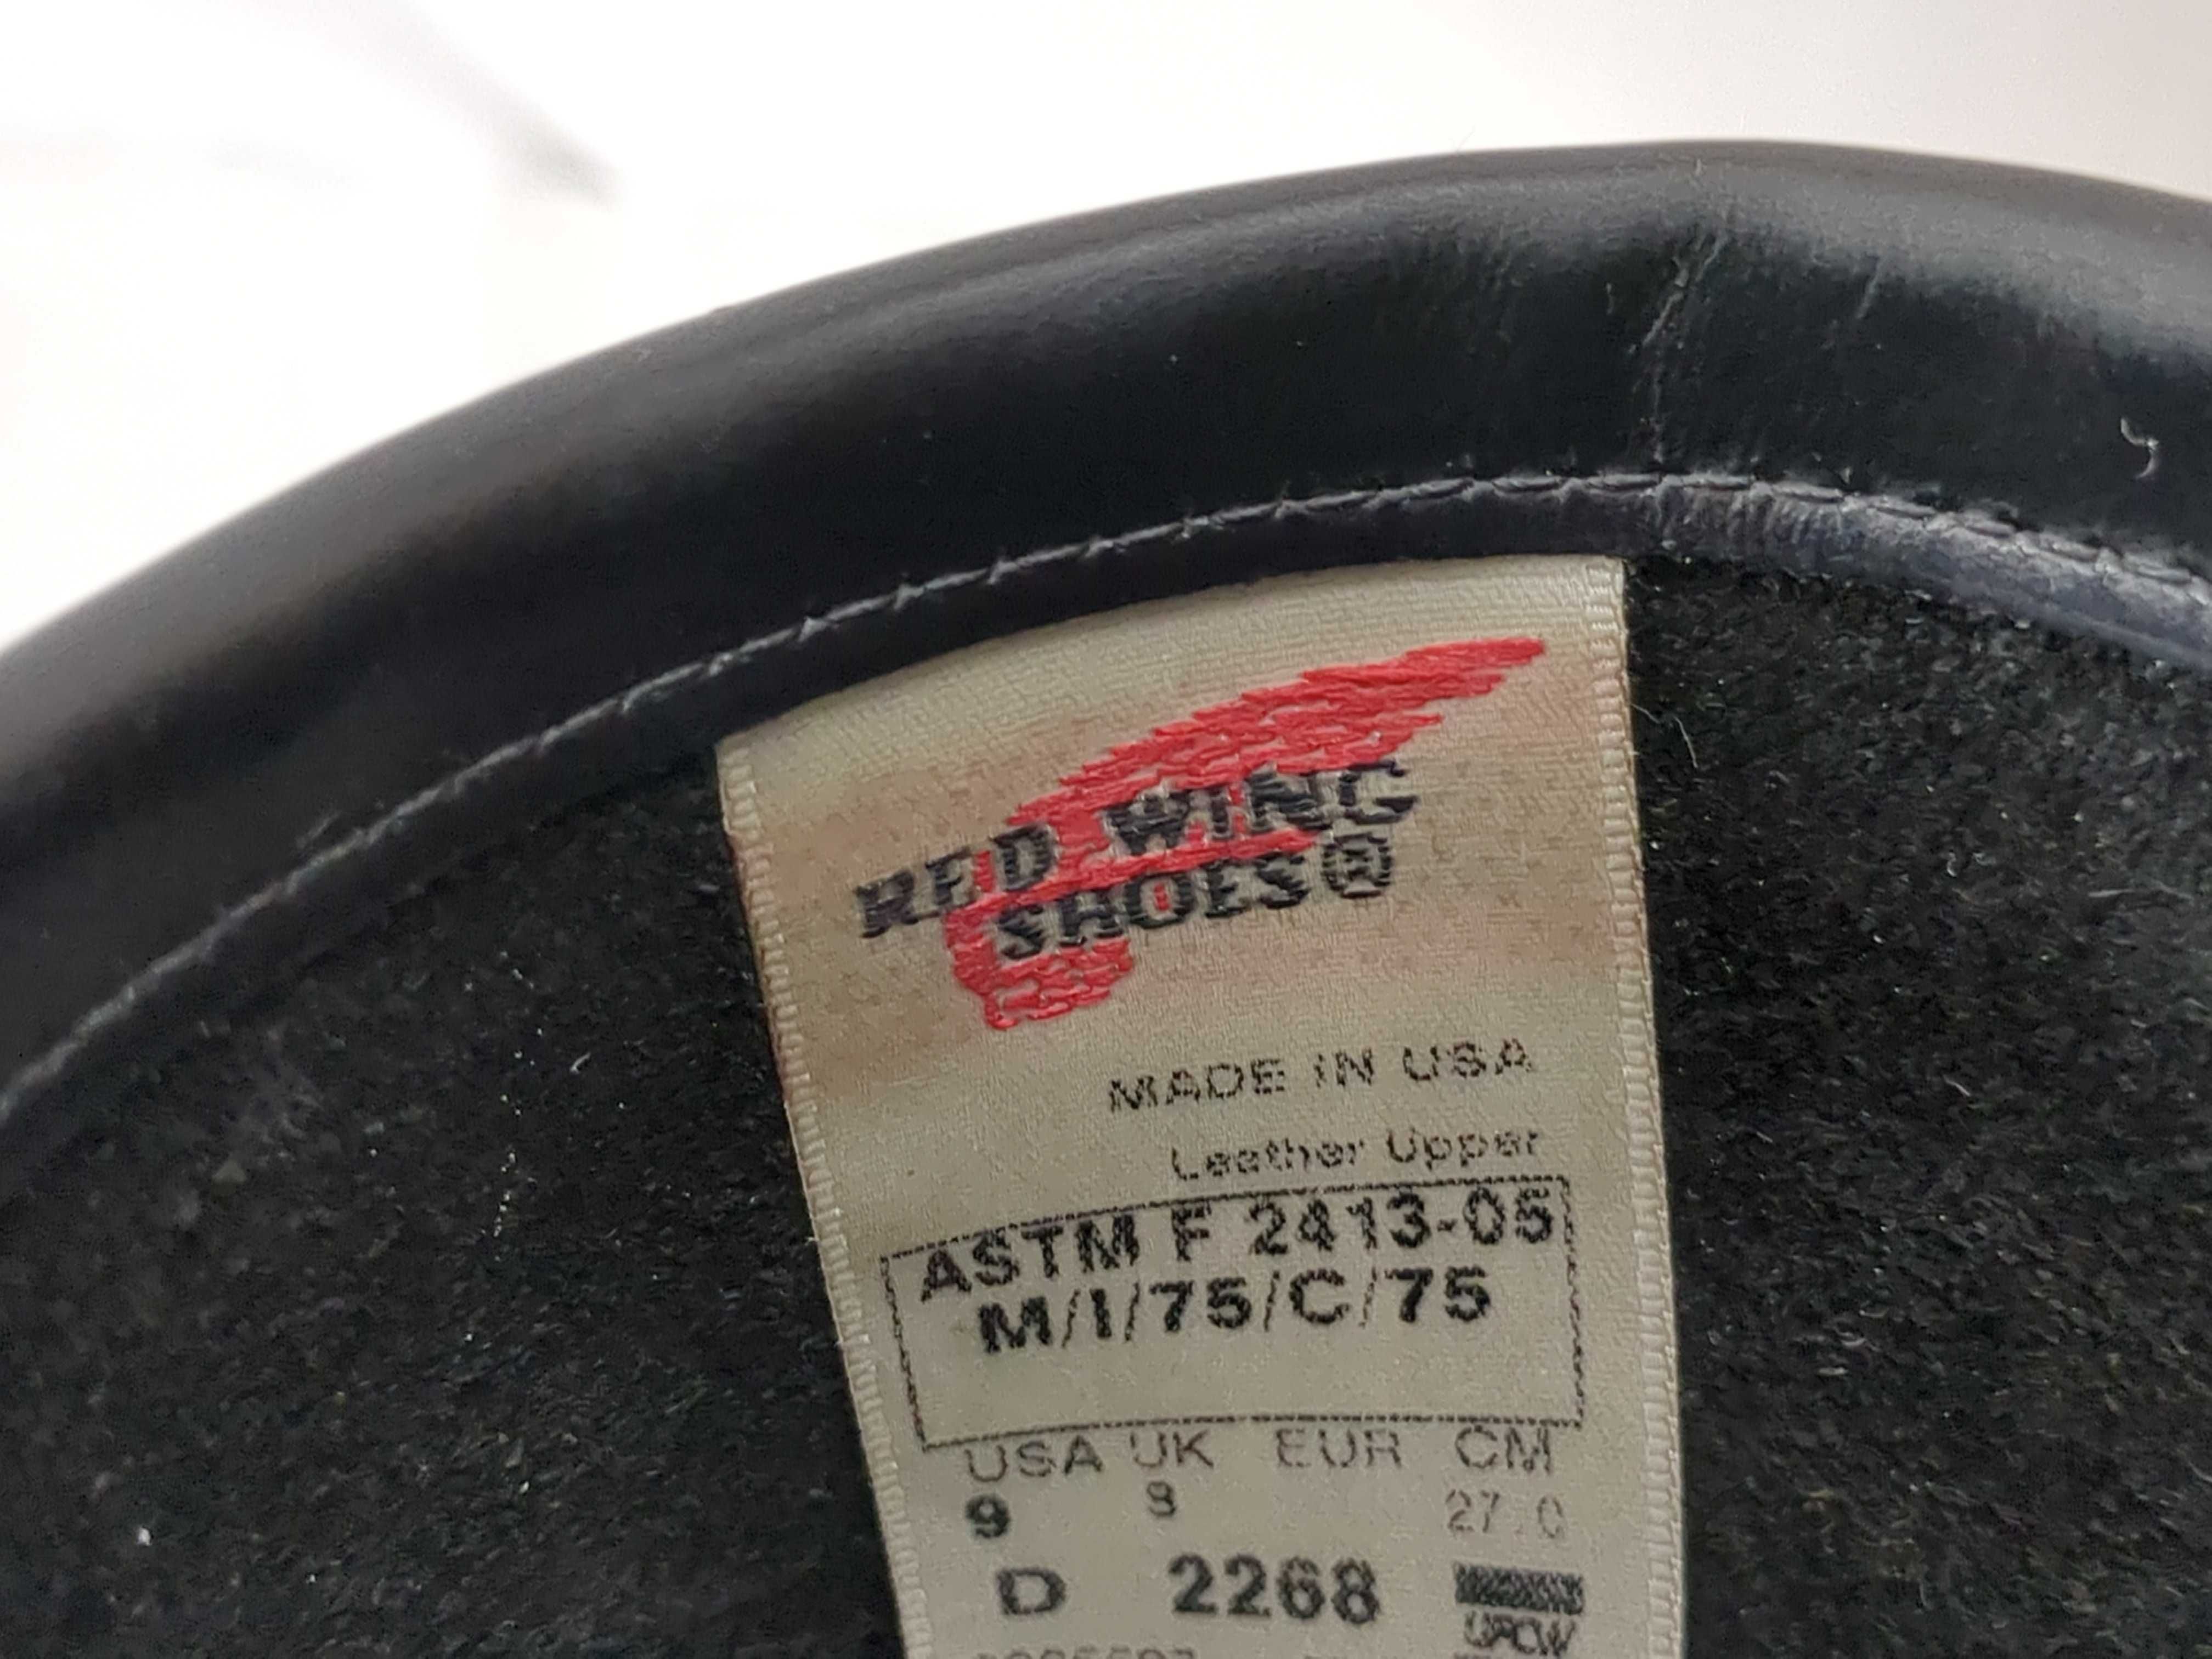 RED WING
SHOES®
MADE IN USA
Leather Upper
ASTM F 2413-05
M/I/75/C/75
USA UK EUR CM
9 8 27.0
D 2268